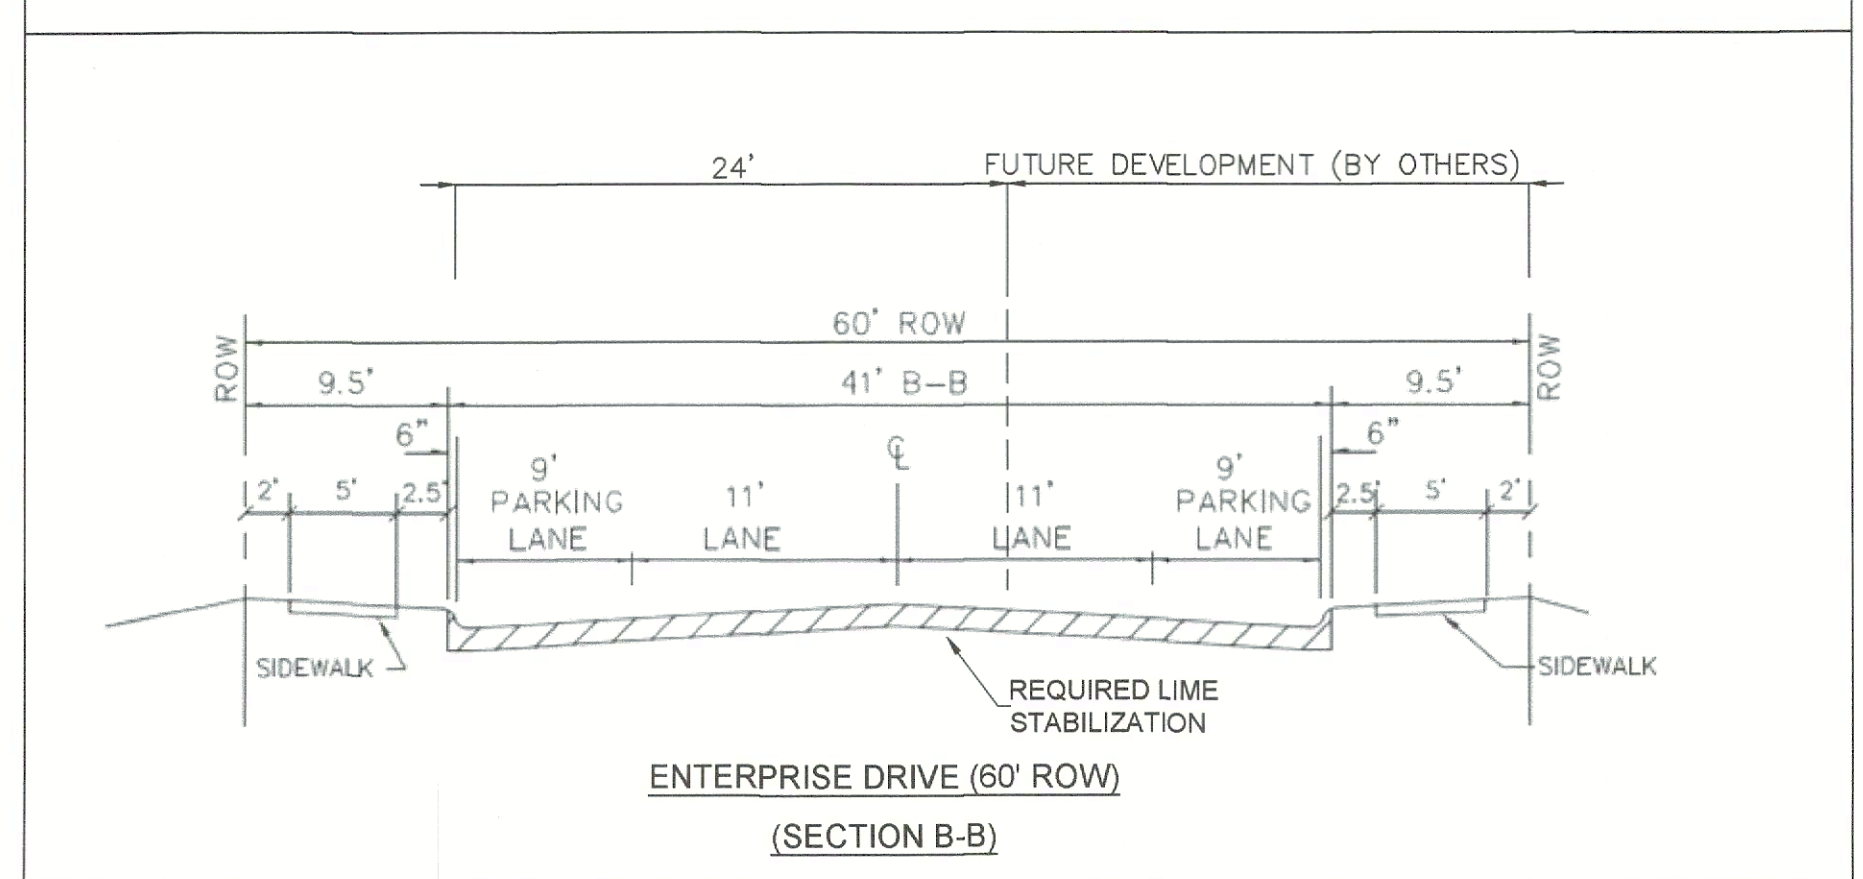 24' FUTURE DEVELOPMENT (BY OTHERS)
60' ROW
ROW
ROW
9.5' 41' B-B 9.5'
6" ℄ 6"
9' PARKING LANE
11' LANE
11' LANE
9' PARKING LANE
2' 5' 2.5' 2.5' 5' 2'
SIDEWALK
SIDEWALK
REQUIRED LIME
STABILIZATION
ENTERPRISE DRIVE (60' ROW)
(SECTION B-B)